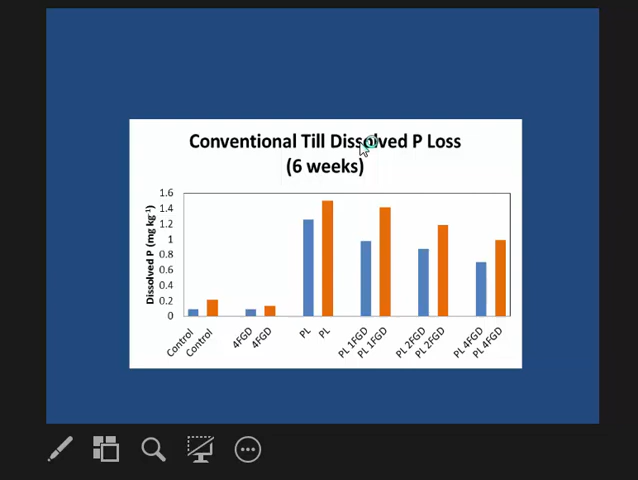 Conventional Till Dissolved P Loss
(6 weeks)
Dissolved P (mg kg⁻¹)
1.6
1.4
1.2
1
0.8
0.6
0.4
0.2
0
Control
Control
4FGD
4FGD
PL
PL
PL 1FGD
PL 1FGD
PL 2FGD
PL 2FGD
PL 4FGD
PL 4FGD